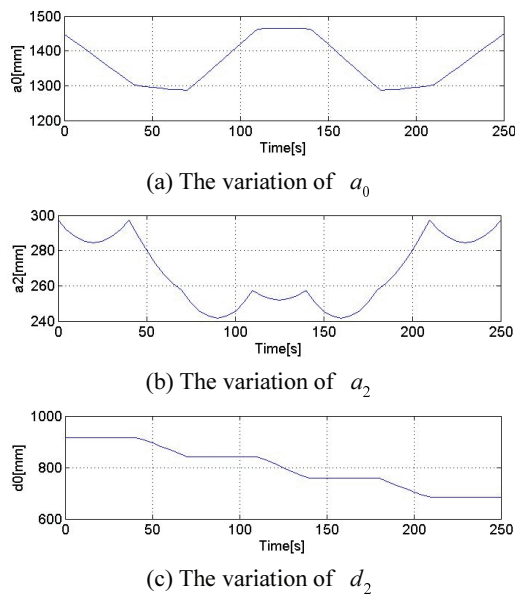 1500
1400
1300
1200
a0[mm]
0 50 100 150 200 250
Time[s]
(a) The variation of a0
300
280
260
240
a2[mm]
0 50 100 150 200 250
Time[s]
(b) The variation of a2
1000
800
600
d0[mm]
0 50 100 150 200 250
Time[s]
(c) The variation of d2